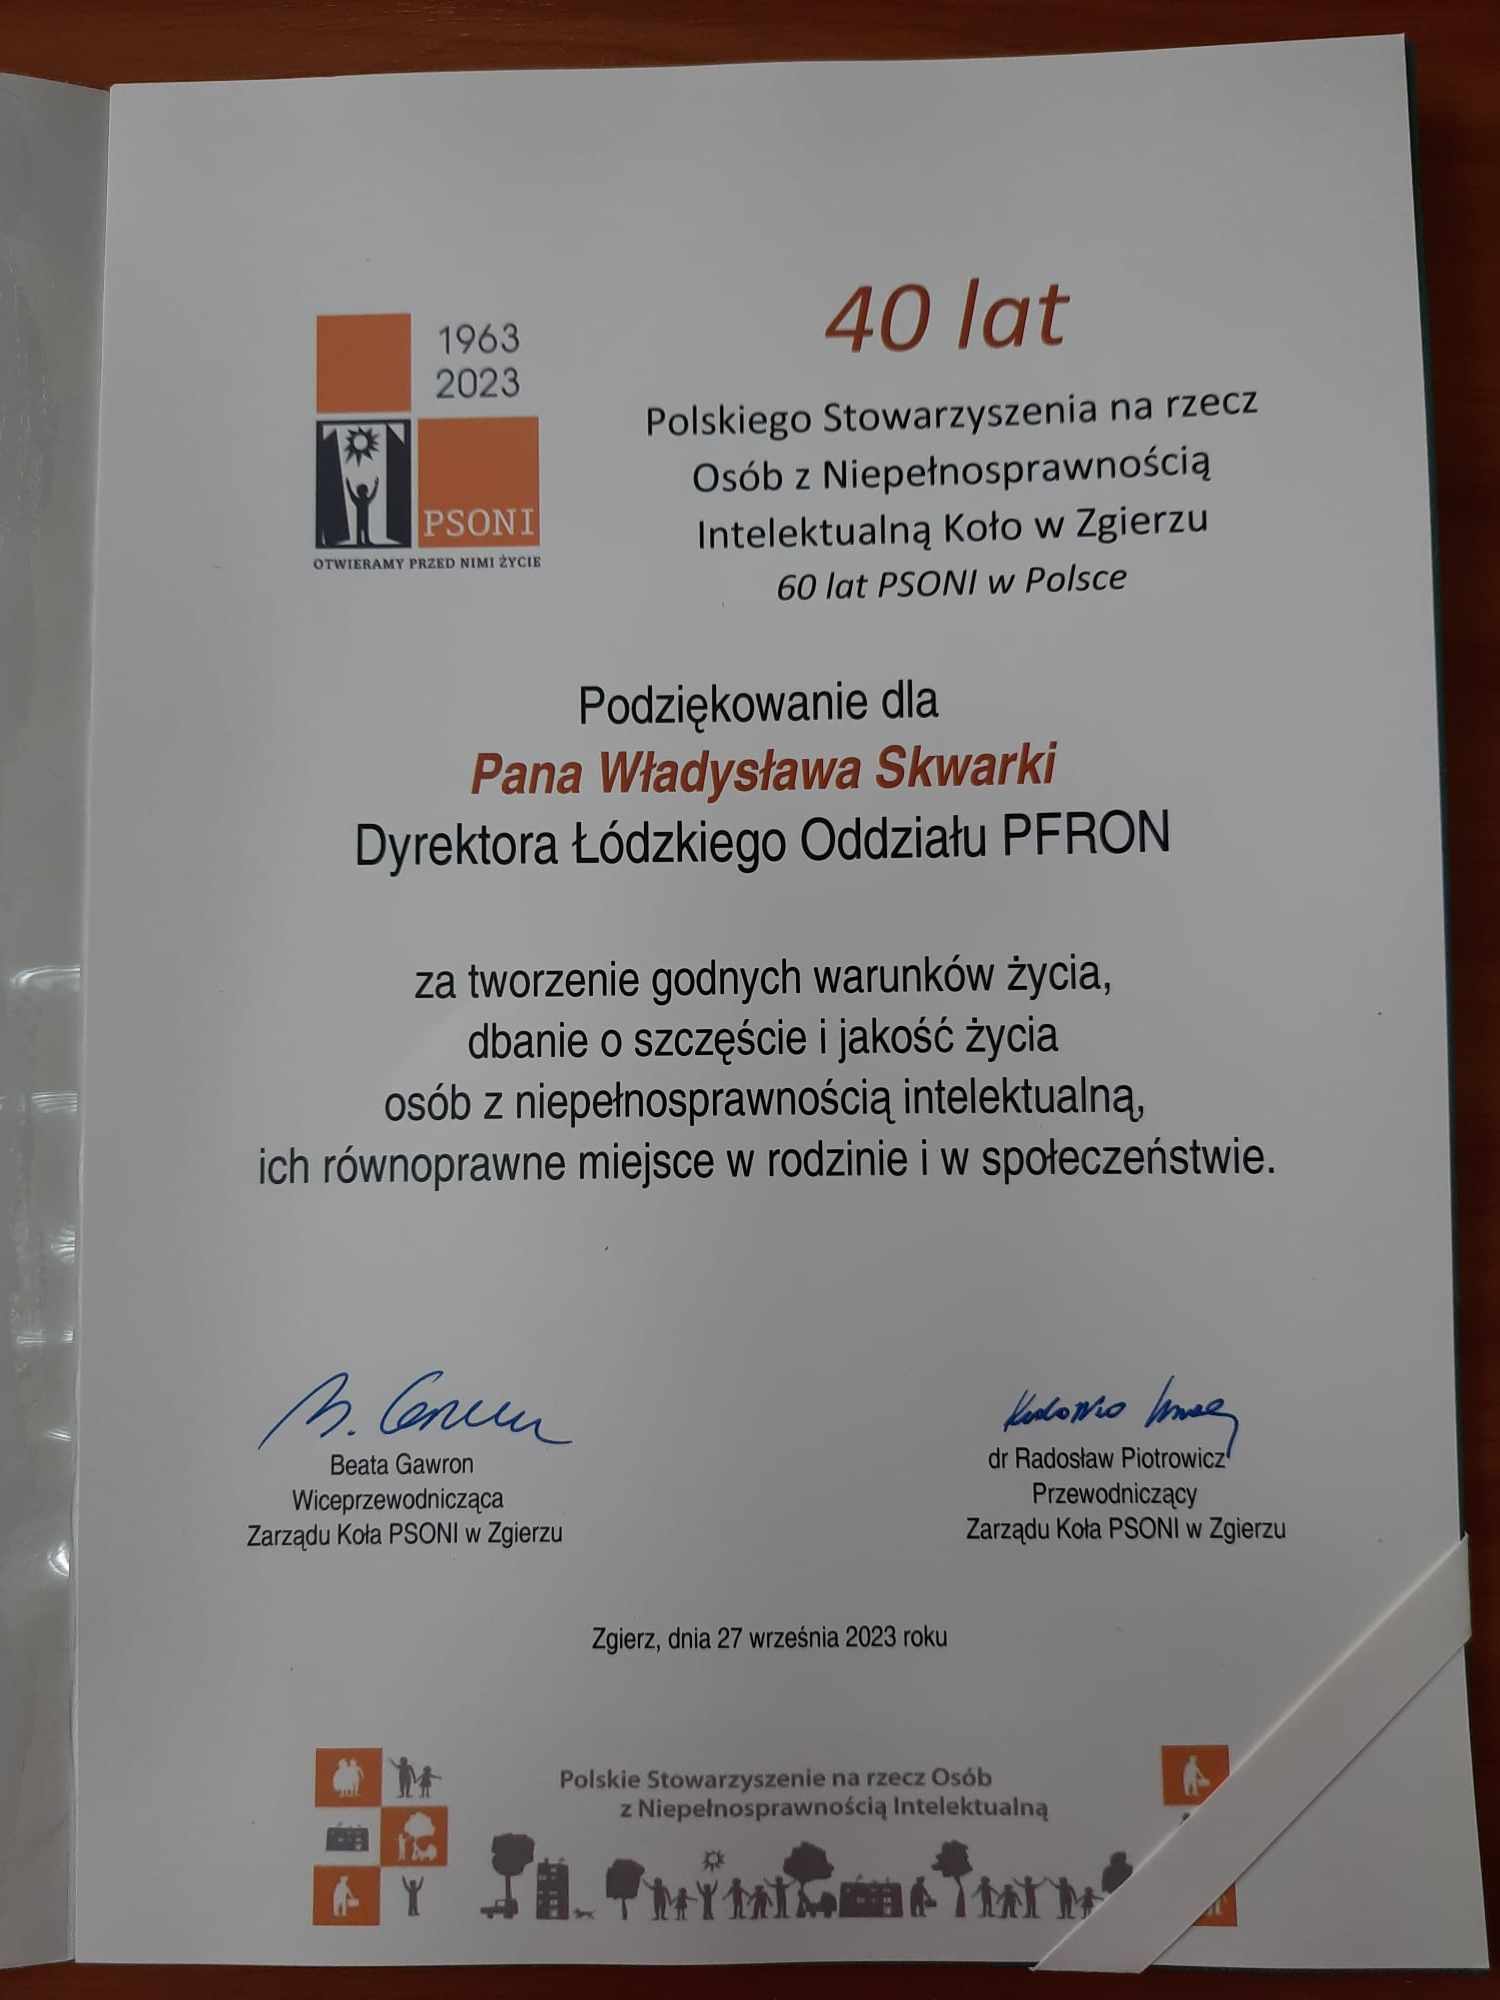 1963
2023
PSONI
OTWIERAMY PRZED NIMI ŻYCIE
40 lat
Polskiego Stowarzyszenia na rzecz
Osób z Niepełnosprawnością
Intelektualną Koło w Zgierzu
60 lat PSONI w Polsce
Podziękowanie dla
Pana Władysława Skwarki
Dyrektora Łódzkiego Oddziału PFRON
za tworzenie godnych warunków życia,
dbanie o szczęście i jakość życia
osób z niepełnosprawnością intelektualną,
ich równoprawne miejsce w rodzinie i w społeczeństwie.
Beata Gawron
Wiceprzewodnicząca
Zarządu Koła PSONI w Zgierzu
dr Radosław Piotrowicz
Przewodniczący
Zarządu Koła PSONI w Zgierzu
Zgierz, dnia 27 września 2023 roku
Polskie Stowarzyszenie na rzecz Osób
z Niepełnosprawnością Intelektualną